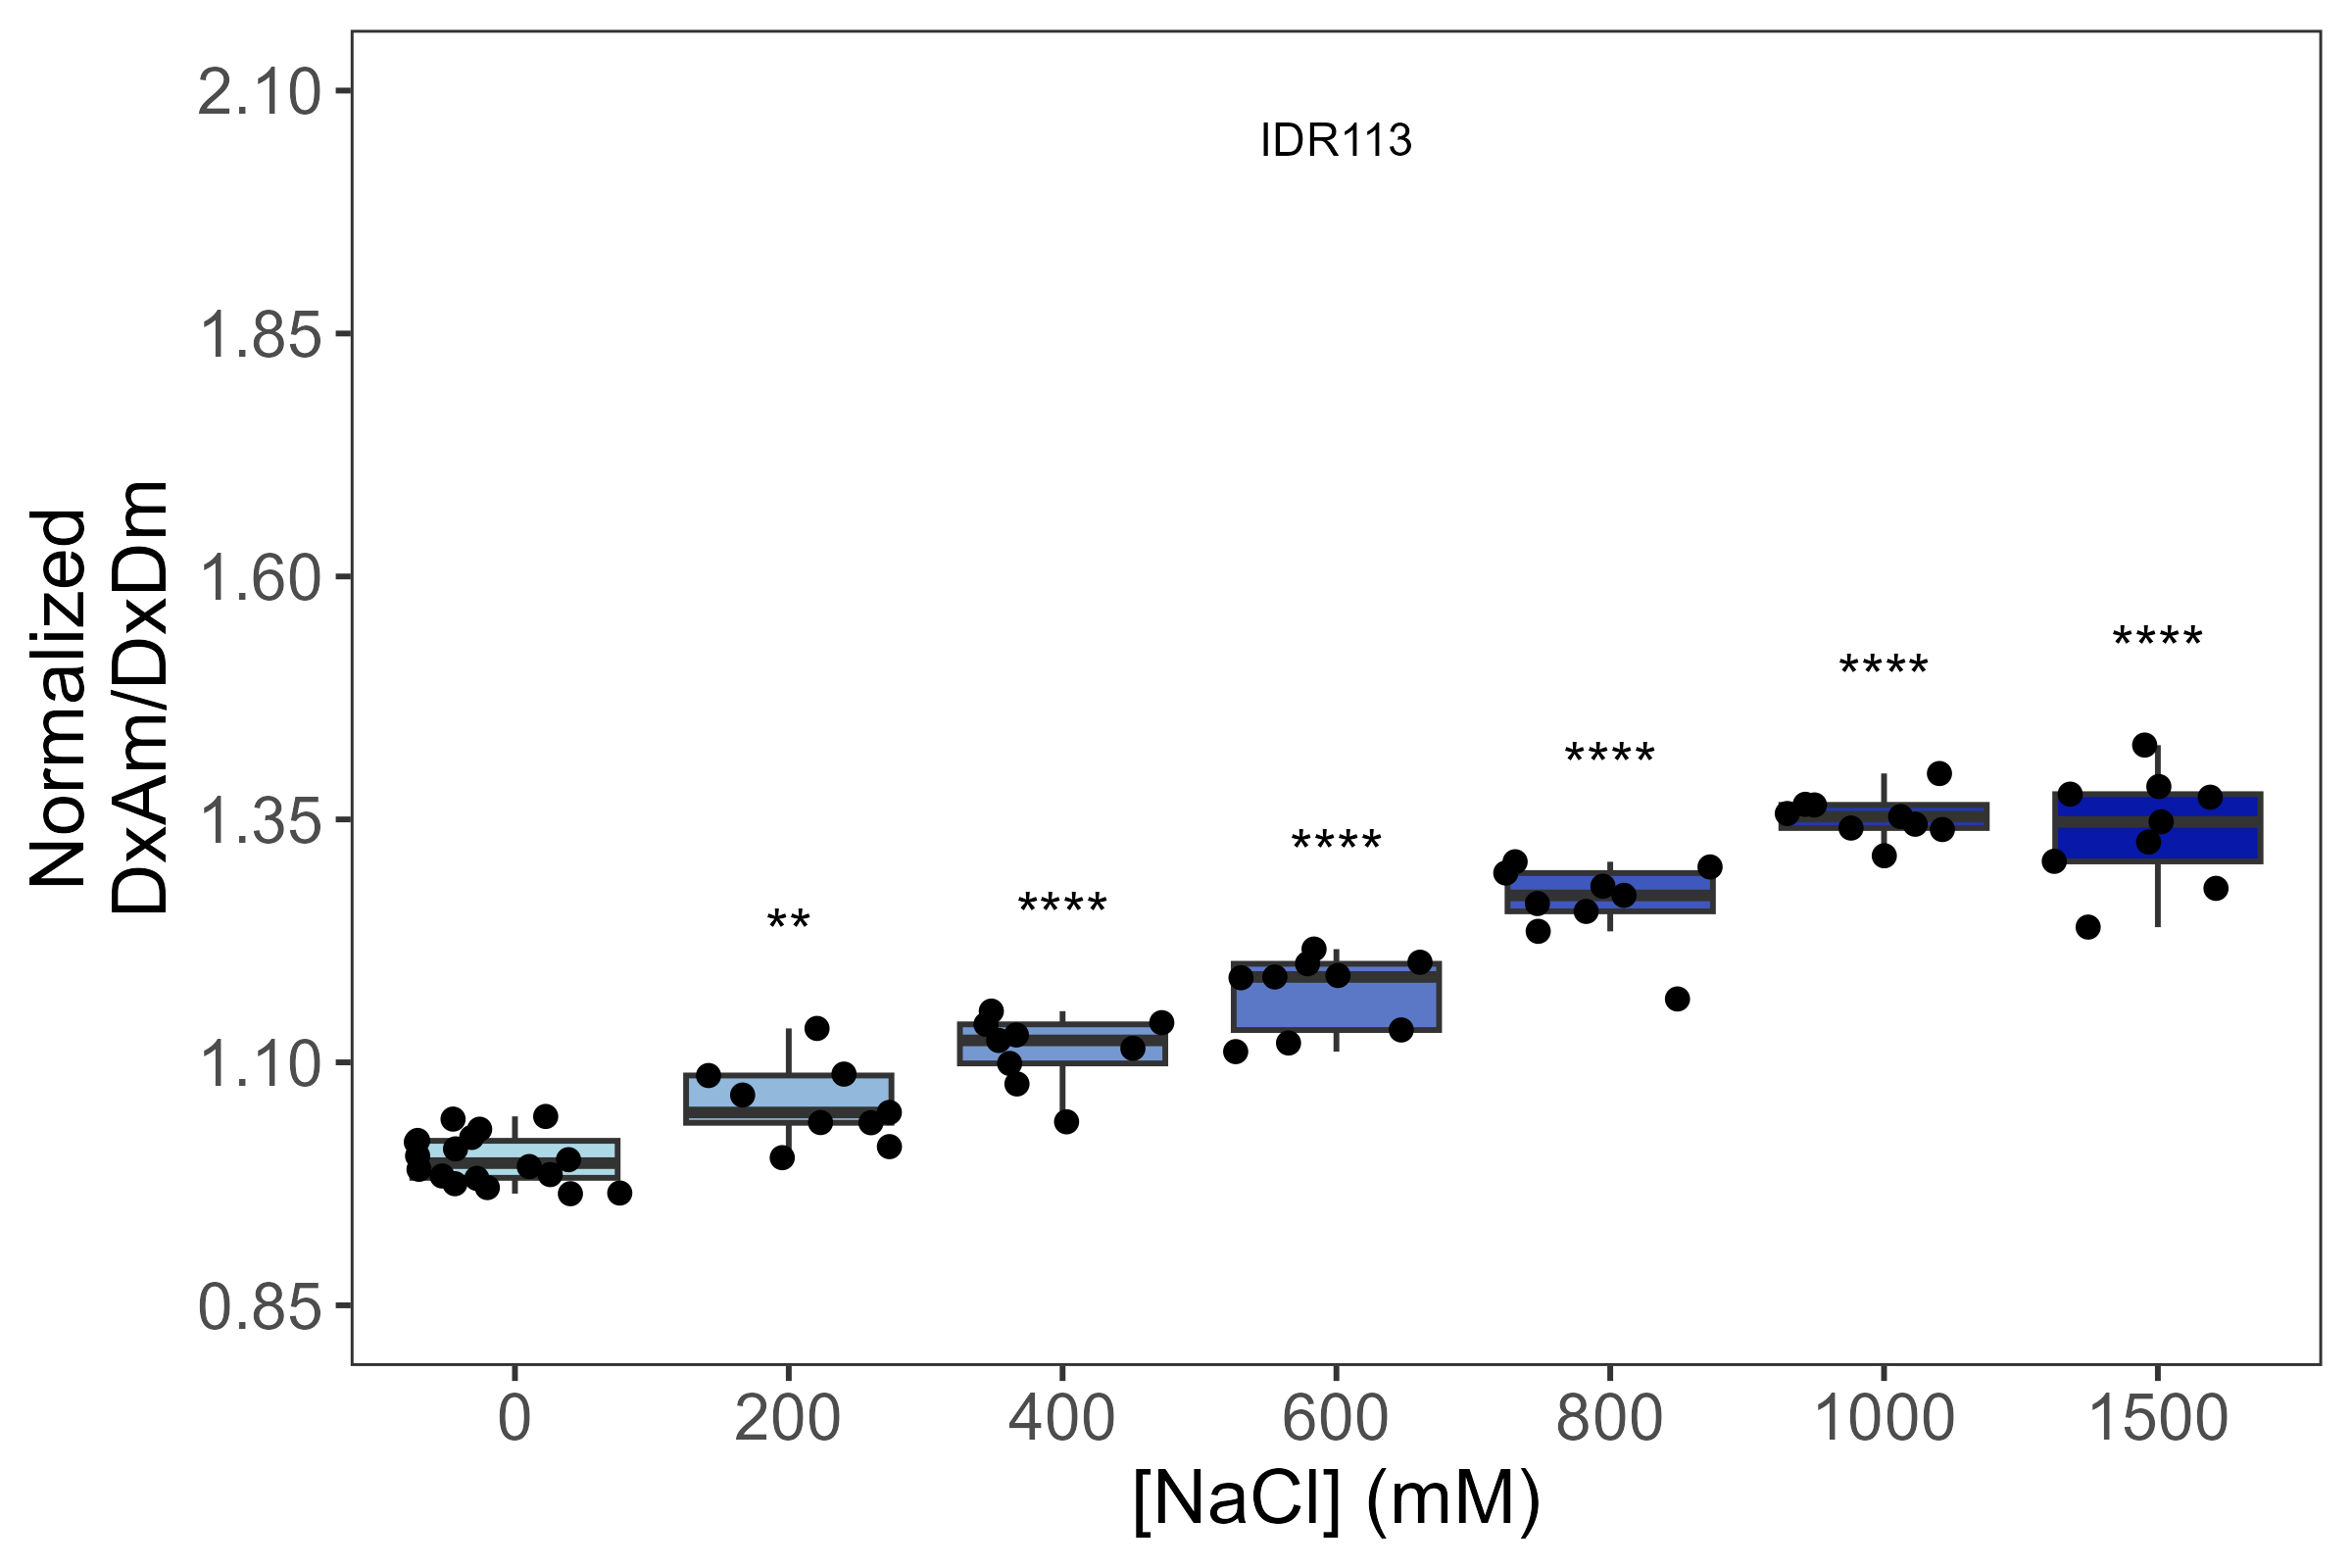 IDR113
2.10
1.85
1.60
1.35
1.10
0.85
Normalized
DxAm/DxDm
**
****
****
****
****
****
0 200 400 600 800 1000 1500
[NaCl] (mM)